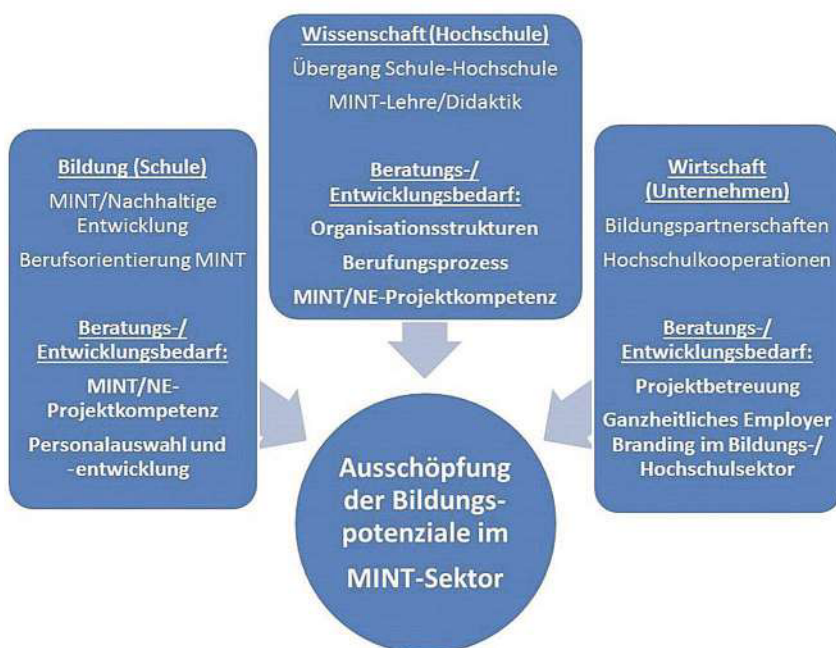 Wissenschaft (Hochschule)
Übergang Schule-Hochschule
MINT-Lehre/Didaktik
Beratungs-/
Entwicklungsbedarf:
Organisationsstrukturen
Berufungsprozess
MINT/NE-Projektkompetenz
Bildung (Schule)
MINT/Nachhaltige
Entwicklung
Berufsorientierung MINT
Beratungs-/
Entwicklungsbedarf:
MINT/NE-
Projektkompetenz
Personalauswahl und
-entwicklung
Wirtschaft
(Unternehmen)
Bildungspartnerschaften
Hochschulkooperationen
Beratungs-/
Entwicklungsbedarf:
Projektbetreuung
Ganzheitliches Employer
Branding im Bildungs-/
Hochschulsektor
Ausschöpfung
der Bildungs-
potenziale im
MINT-Sektor